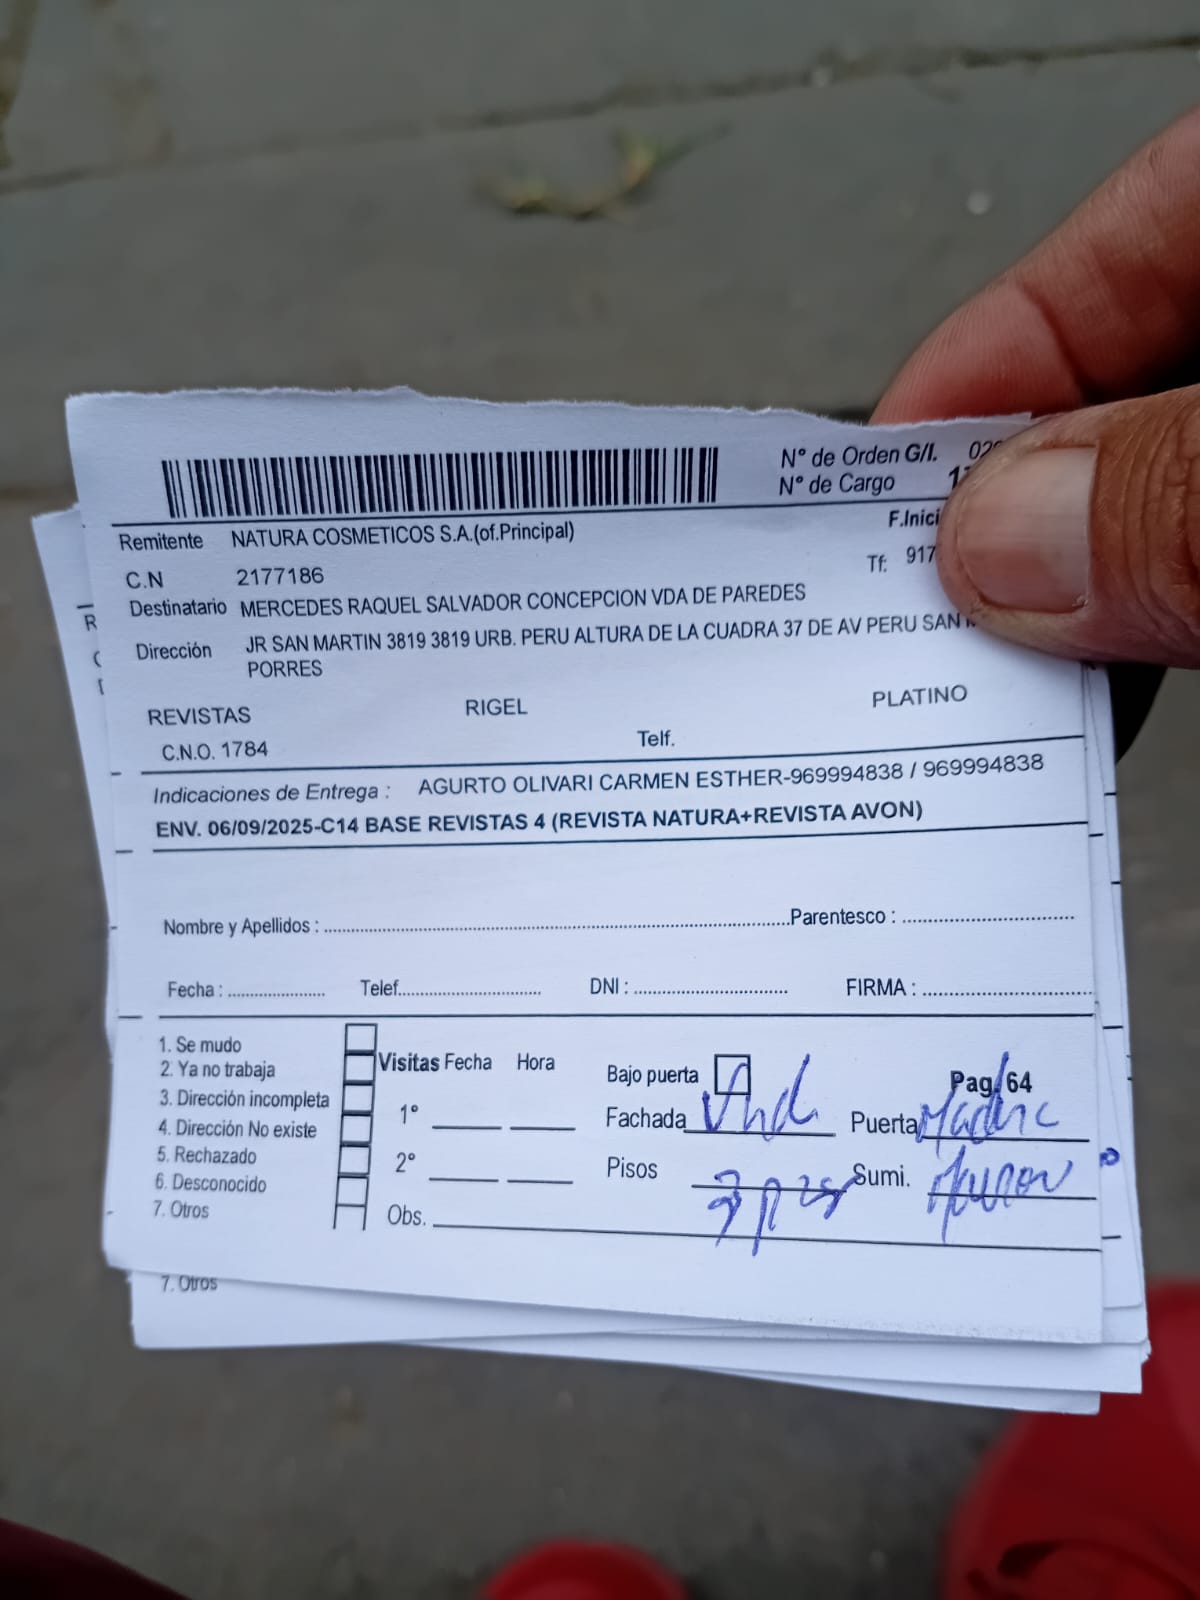 N° de Orden G/I. 02
N° de Cargo
Remitente NATURA COSMETICOS S.A.(of.Principal)
F.Inici
C.N 2177186
Tf: 917
Destinatario MERCEDES RAQUEL SALVADOR CONCEPCION VDA DE PAREDES
Dirección JR SAN MARTIN 3819 3819 URB. PERU ALTURA DE LA CUADRA 37 DE AV PERU SAN
PORRES
REVISTAS RIGEL PLATINO
C.N.O. 1784 Telf.
Indicaciones de Entrega : AGURTO OLIVARI CARMEN ESTHER-969994838 / 969994838
ENV. 06/09/2025-C14 BASE REVISTAS 4 (REVISTA NATURA+REVISTA AVON)
Nombre y Apellidos : Parentesco :
Fecha : Telef. DNI : FIRMA :
1. Se mudo
2. Ya no trabaja
3. Dirección incompleta
4. Dirección No existe
5. Rechazado
6. Desconocido
7. Otros
Visitas Fecha Hora
1°
2°
Obs.
Bajo puerta Pag. 64
Fachada Puerta
Pisos Sumi.
7. Otros